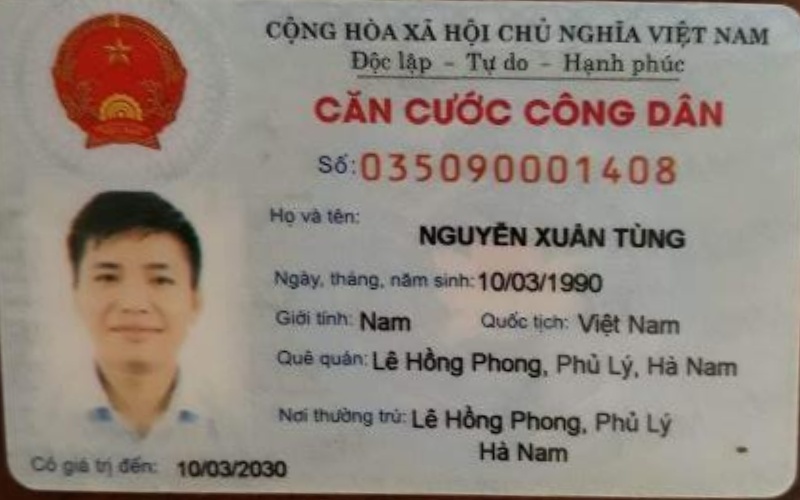 CỘNG HÒA XÃ HỘI CHỦ NGHĨA VIỆT NAM
Độc lập - Tự do - Hạnh phúc
CĂN CƯỚC CÔNG DÂN
Số: 035090001408
Họ và tên:
NGUYỄN XUÂN TÙNG
Ngày, tháng, năm sinh: 10/03/1990
Giới tính: Nam Quốc tịch: Việt Nam
Quê quán: Lê Hồng Phong, Phủ Lý, Hà Nam
Nơi thường trú: Lê Hồng Phong, Phủ Lý
Hà Nam
Có giá trị đến: 10/03/2030